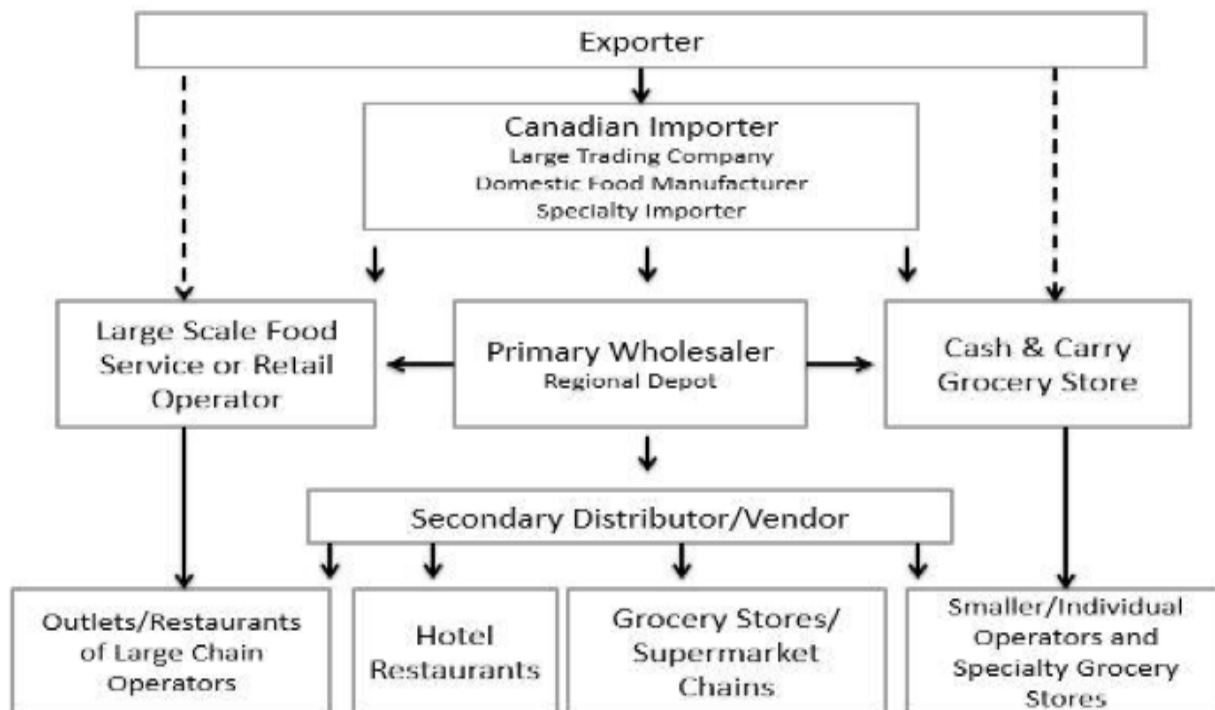 Exporter
Canadian Importer
Large Trading Company
Domestic Food Manufacturer
Specialty Importer
Large Scale Food
Service or Retail
Operator
Primary Wholesaler
Regional Depot
Cash & Carry
Grocery Store
Secondary Distributor/Vendor
Outlets/Restaurants
of Large Chain
Operators
Hotel
Restaurants
Grocery Stores/
Supermarket
Chains
Smaller/Individual
Operators and
Specialty Grocery
Stores